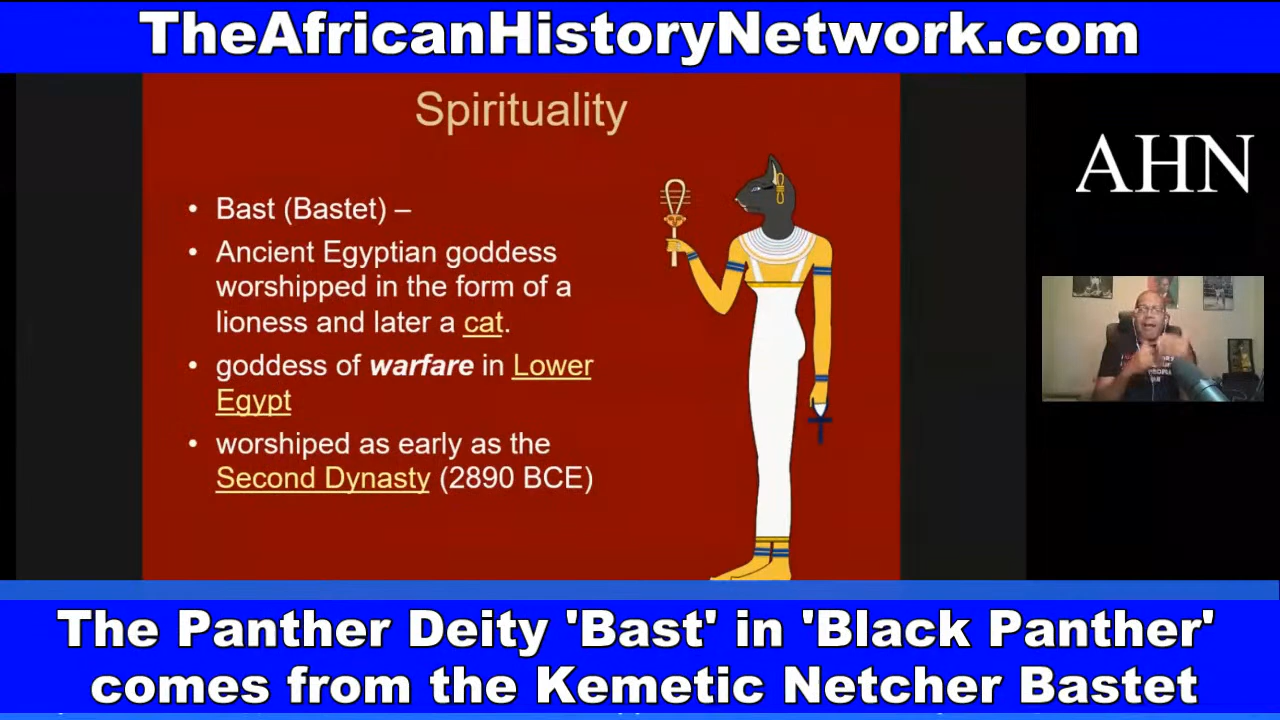 TheAfricanHistoryNetwork.com
Spirituality
AHN
• Bast (Bastet) –
• Ancient Egyptian goddess
worshipped in the form of a
lioness and later a cat.
• goddess of warfare in Lower
Egypt
• worshiped as early as the
Second Dynasty (2890 BCE)
The Panther Deity 'Bast' in 'Black Panther'
comes from the Kemetic Netcher Bastet